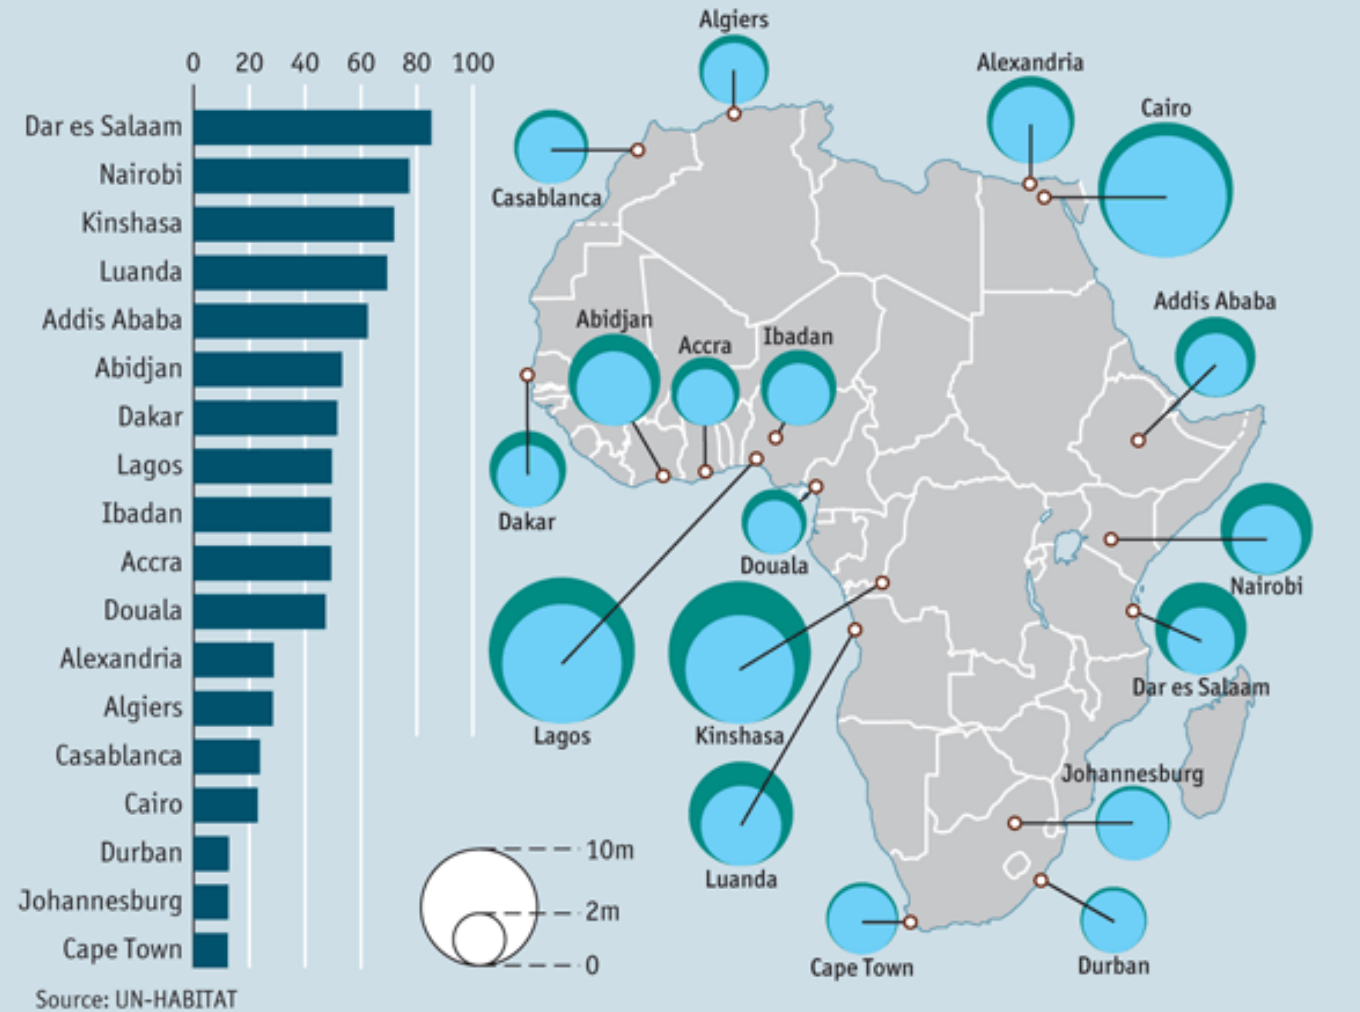 0 20 40 60 80 100
Dar es Salaam
Nairobi
Kinshasa
Luanda
Addis Ababa
Abidjan
Dakar
Lagos
Ibadan
Accra
Douala
Alexandria
Algiers
Casablanca
Cairo
Durban
Johannesburg
Cape Town
Source: UN-HABITAT
Algiers
Alexandria
Cairo
Casablanca
Addis Ababa
Abidjan
Accra
Ibadan
Dakar
Douala
Nairobi
Dar es Salaam
Lagos
Kinshasa
Johannesburg
Luanda
Cape Town
Durban
10m
2m
0